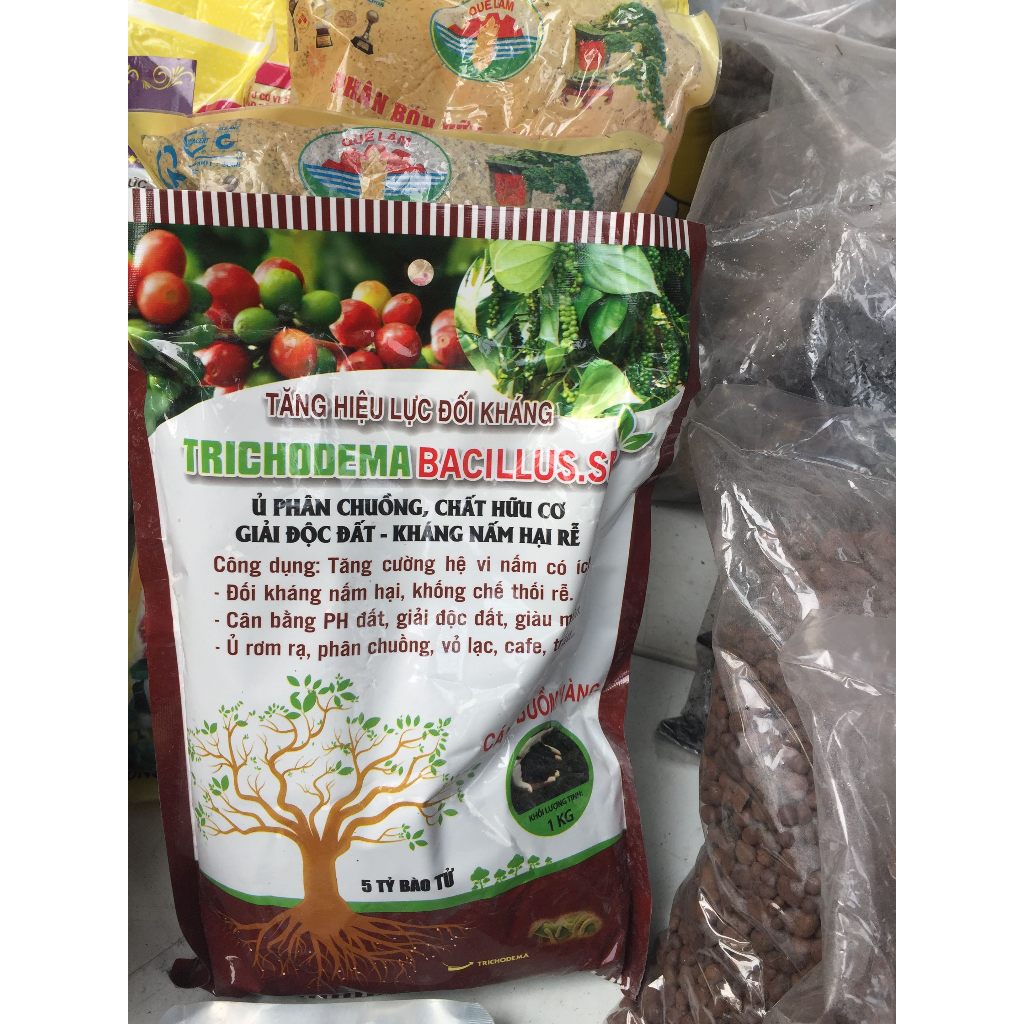 QUẾ LÂM
PHÂN BÓN
QUẾ LÂM
TĂNG HIỆU LỰC ĐỐI KHÁNG
TRICHODEMA BACILLUS.S
Ủ PHÂN CHUỒNG, CHẤT HỮU CƠ
GIẢI ĐỘC ĐẤT - KHÁNG NẤM HẠI RỄ
Công dụng: Tăng cường hệ vi nấm có ích
- Đối kháng nấm hại, khống chế thối rễ.
- Cân bằng PH đất, giải độc đất, giàu
- Ủ rơm rạ, phân chuồng, vỏ lạc, cafe,
KHỐI LƯỢNG TỊNH:
1 KG
5 TỶ BÀO TỬ
TRICHODEMA